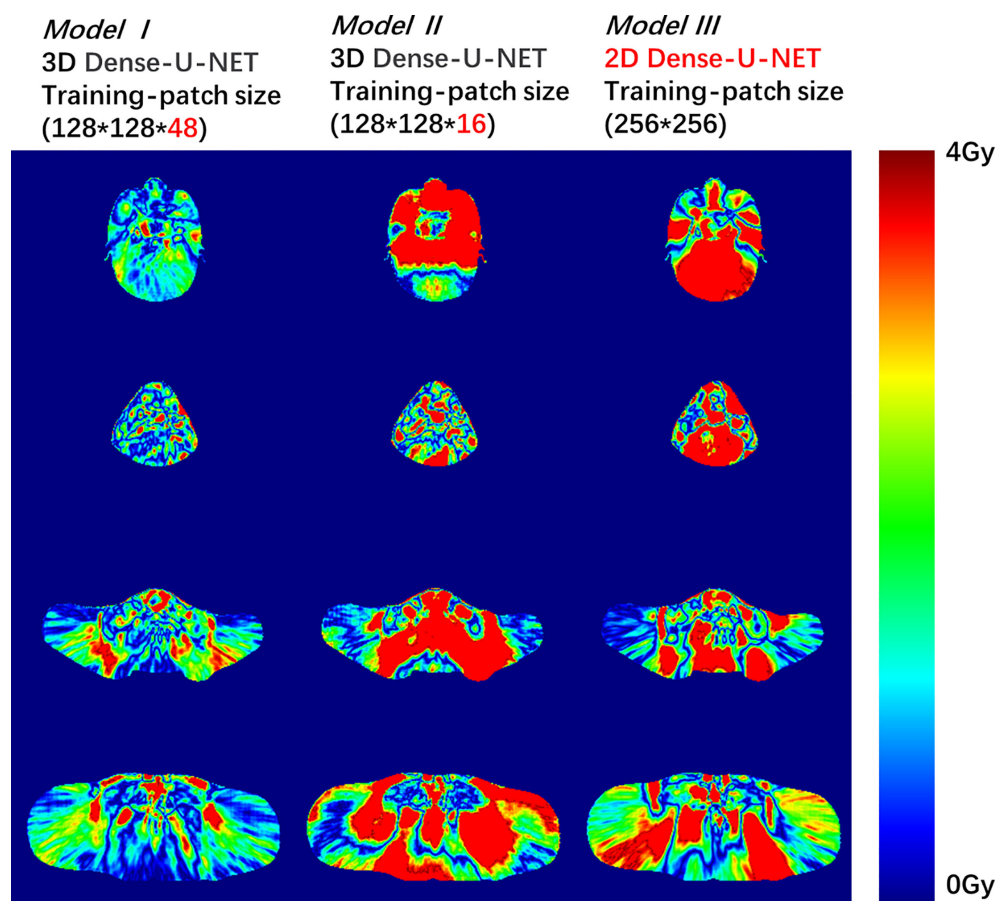 Model I
3D Dense-U-NET
Training-patch size
(128*128*48)
Model II
3D Dense-U-NET
Training-patch size
(128*128*16)
Model III
2D Dense-U-NET
Training-patch size
(256*256)
4Gy
0Gy